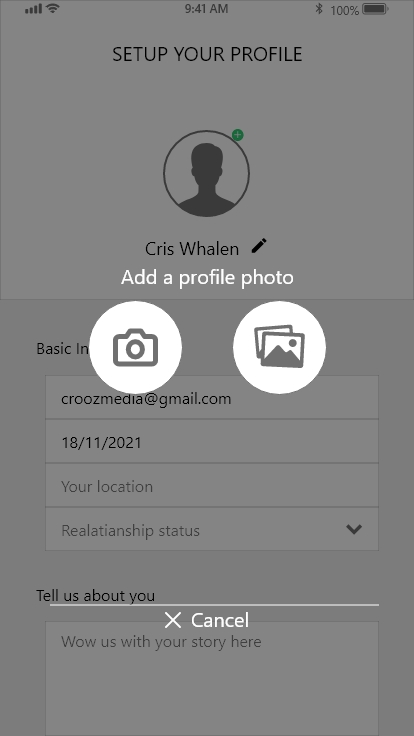 9:41 AM
100%
SETUP YOUR PROFILE
Cris Whalen
Add a profile photo
Basic In
croozmedia@gmail.com
18/11/2021
Your location
Realatianship status
Tell us about you
Cancel
Wow us with your story here